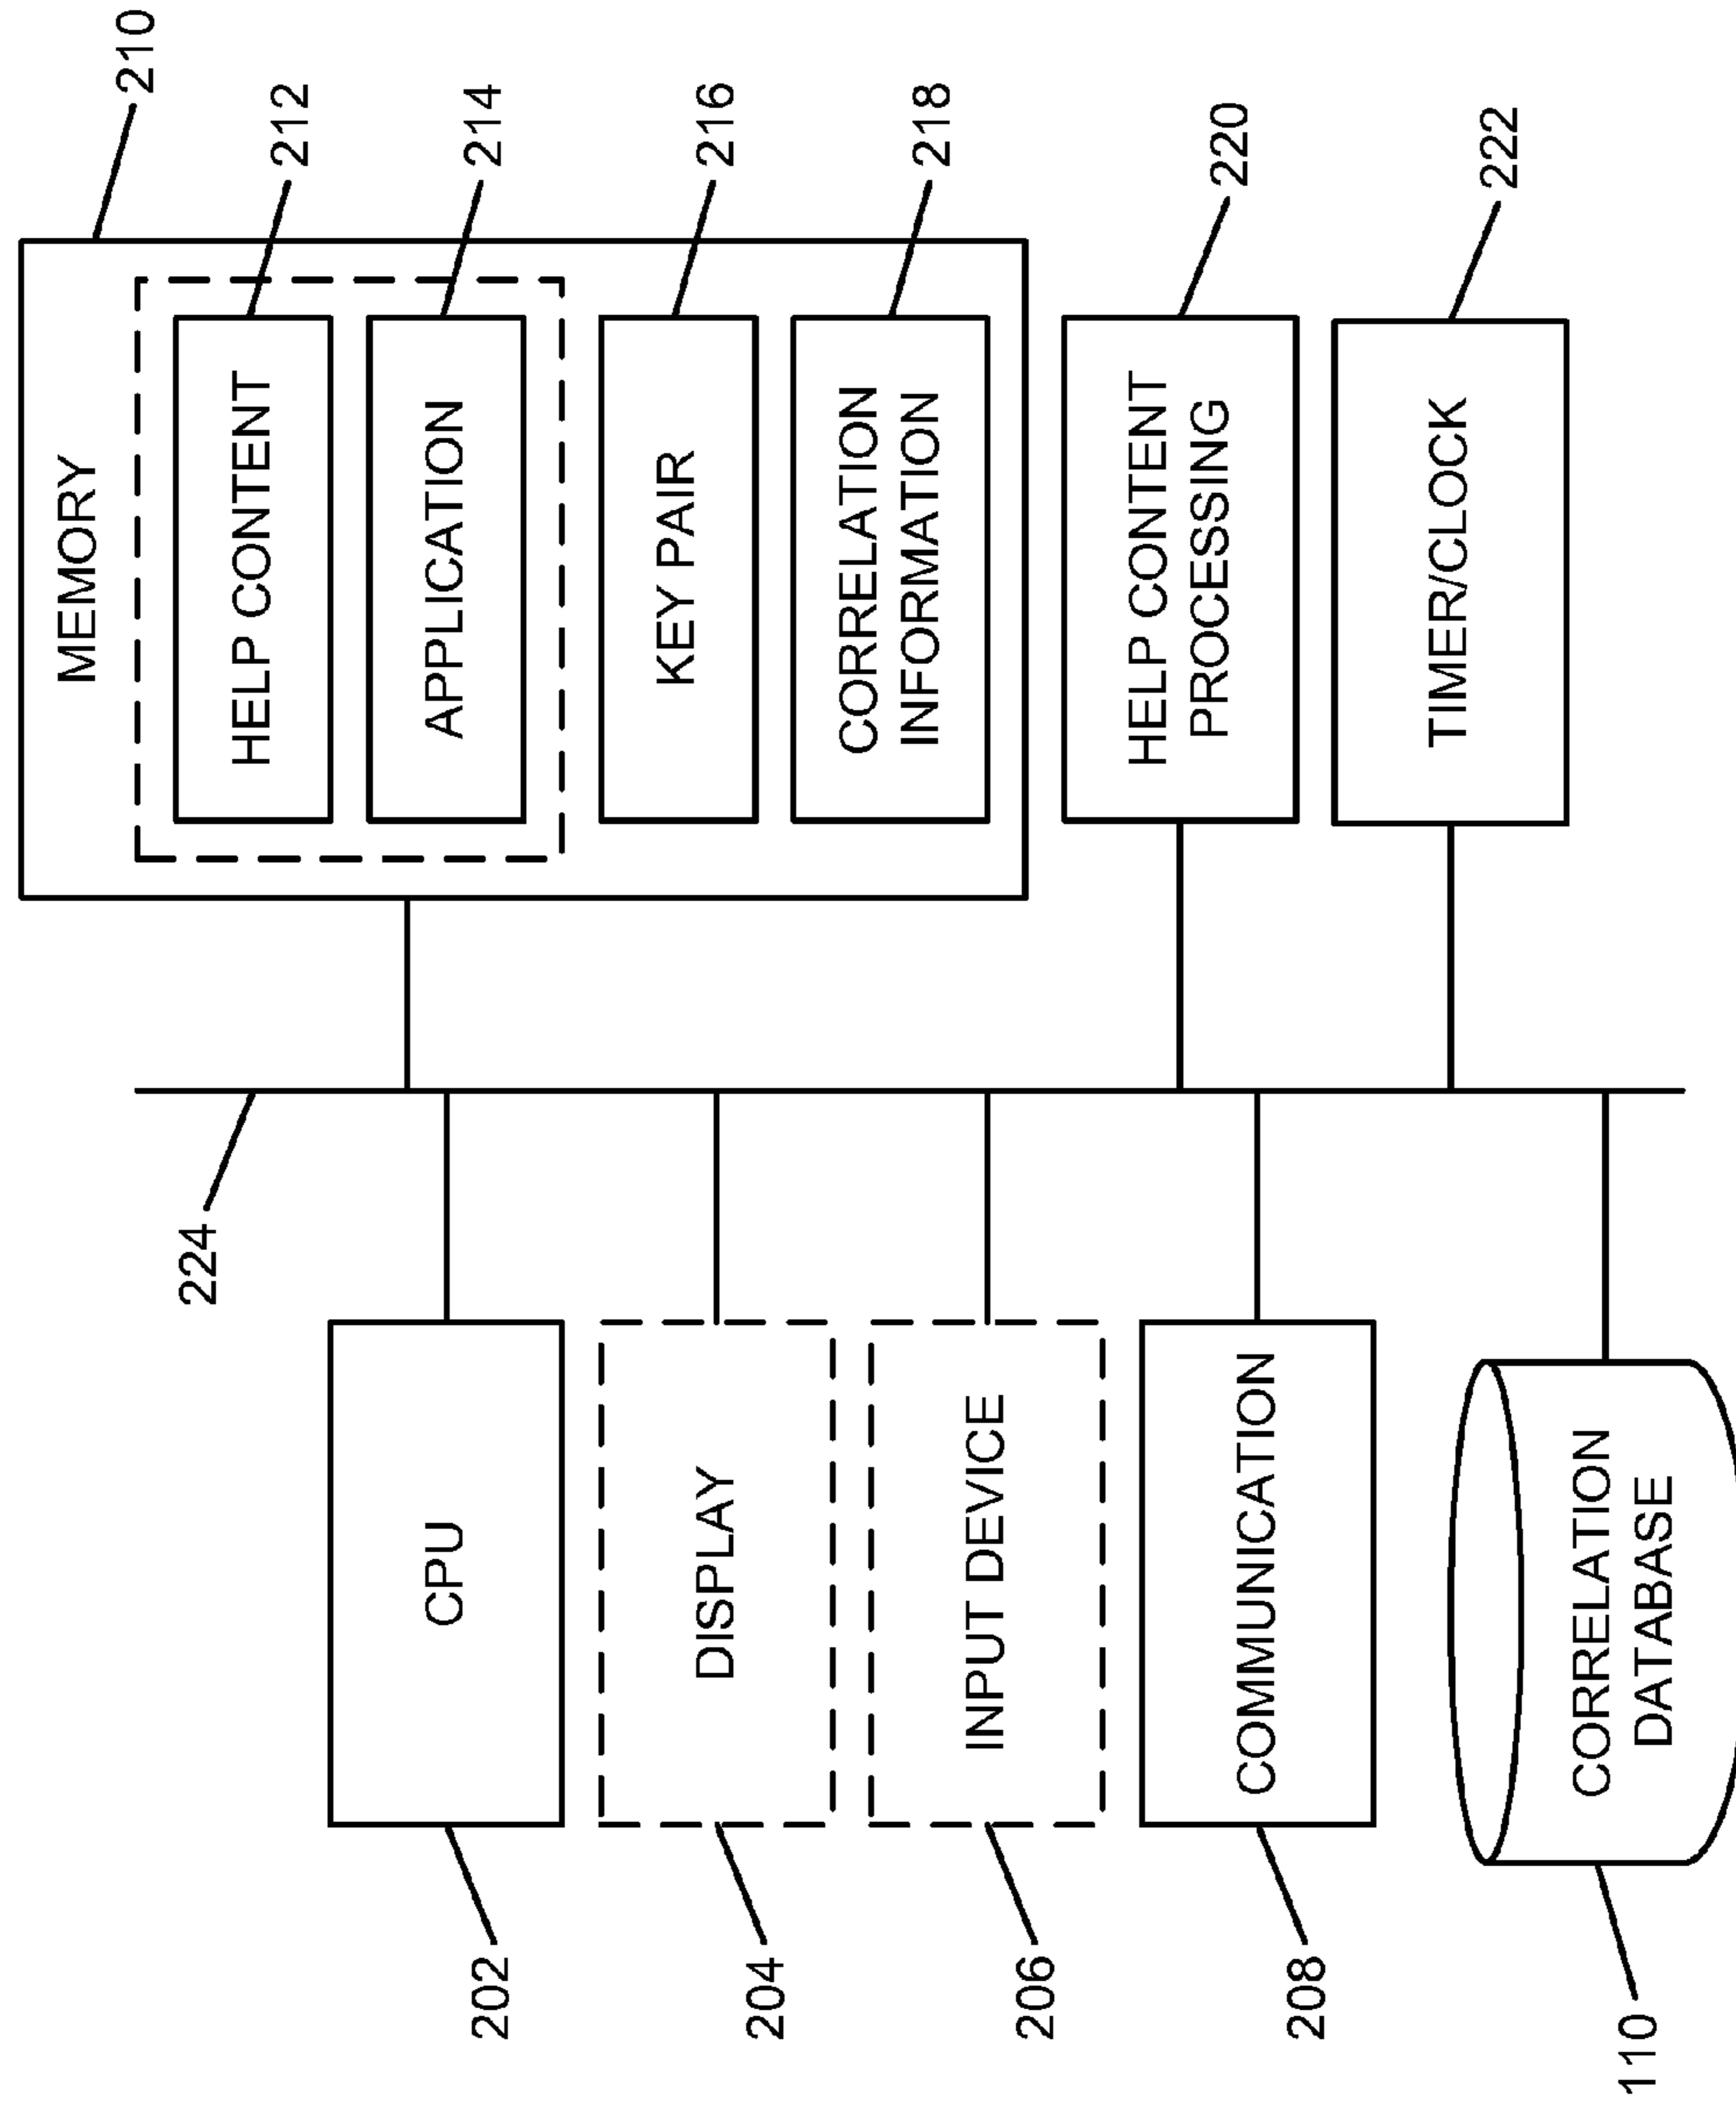 210
MEMORY
212
HELP CONTENT
214
APPLICATION
216
KEY PAIR
218
CORRELATION
INFORMATION
220
HELP CONTENT
PROCESSING
222
TIMER/CLOCK
224
CPU
202
DISPLAY
204
INPUT DEVICE
206
COMMUNICATION
208
CORRELATION
DATABASE
110